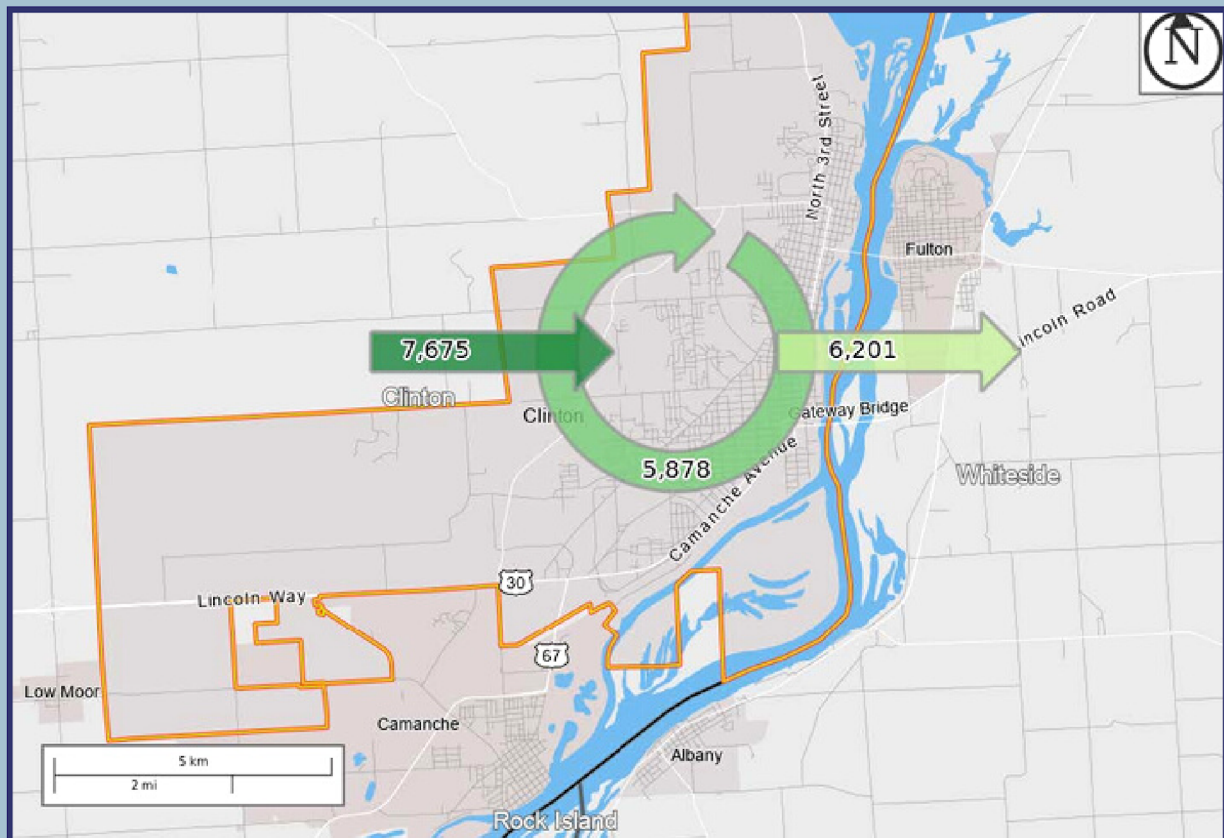 N
North 3rd Street
Fulton
incoln Road
7,675
6,201
Clinton
Clinton
Gateway Bridge
5,878
Camanche Avenue
Whiteside
30
Lincoln Way
67
Low Moor
Camanche
Albany
5 km
2 mi
Rock Island